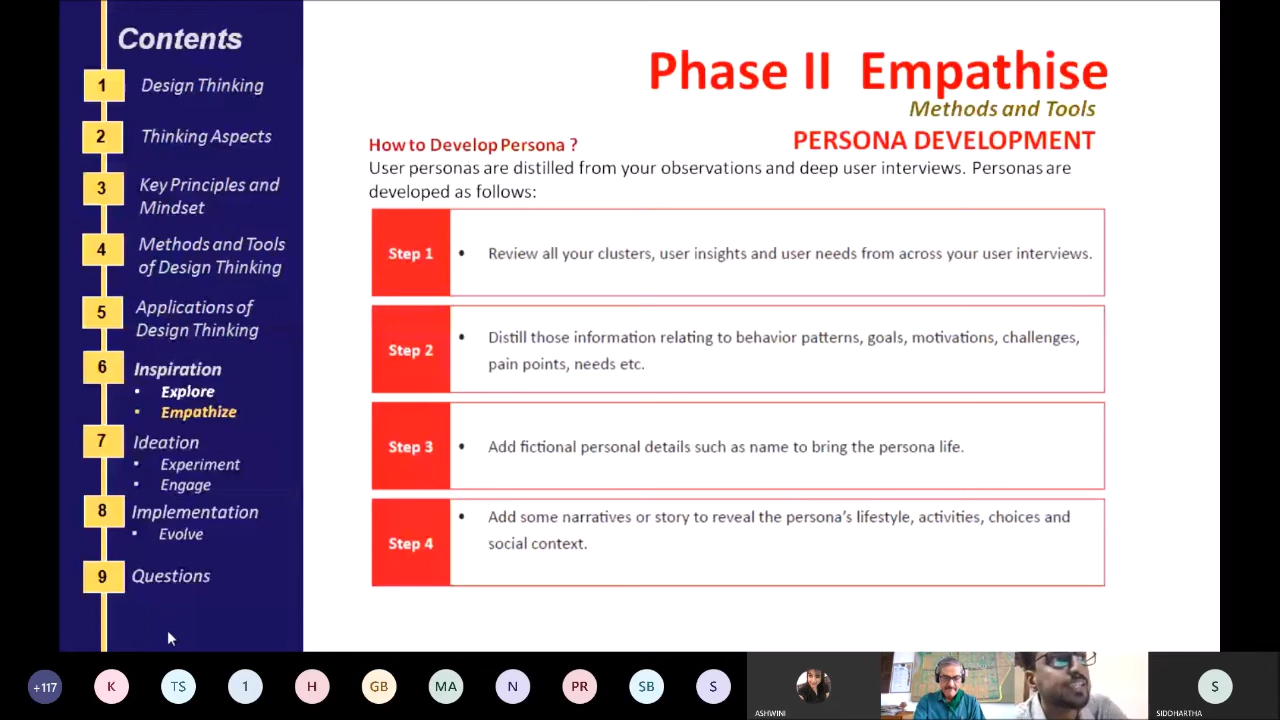 Contents
1 Design Thinking
2 Thinking Aspects
3 Key Principles and
Mindset
4 Methods and Tools
of Design Thinking
5 Applications of
Design Thinking
6 Inspiration
• Explore
• Empathize
7 Ideation
• Experiment
• Engage
8 Implementation
• Evolve
9 Questions
Phase II Empathise
Methods and Tools
PERSONA DEVELOPMENT
How to Develop Persona ?
User personas are distilled from your observations and deep user interviews. Personas are
developed as follows:
Step 1
• Review all your clusters, user insights and user needs from across your user interviews.
Step 2
• Distill those information relating to behavior patterns, goals, motivations, challenges,
pain points, needs etc.
Step 3
• Add fictional personal details such as name to bring the persona life.
Step 4
• Add some narratives or story to reveal the persona’s lifestyle, activities, choices and
social context.
+117 K TS 1 H GB MA N PR SB S S
ASHWINI SIDDHARTHA